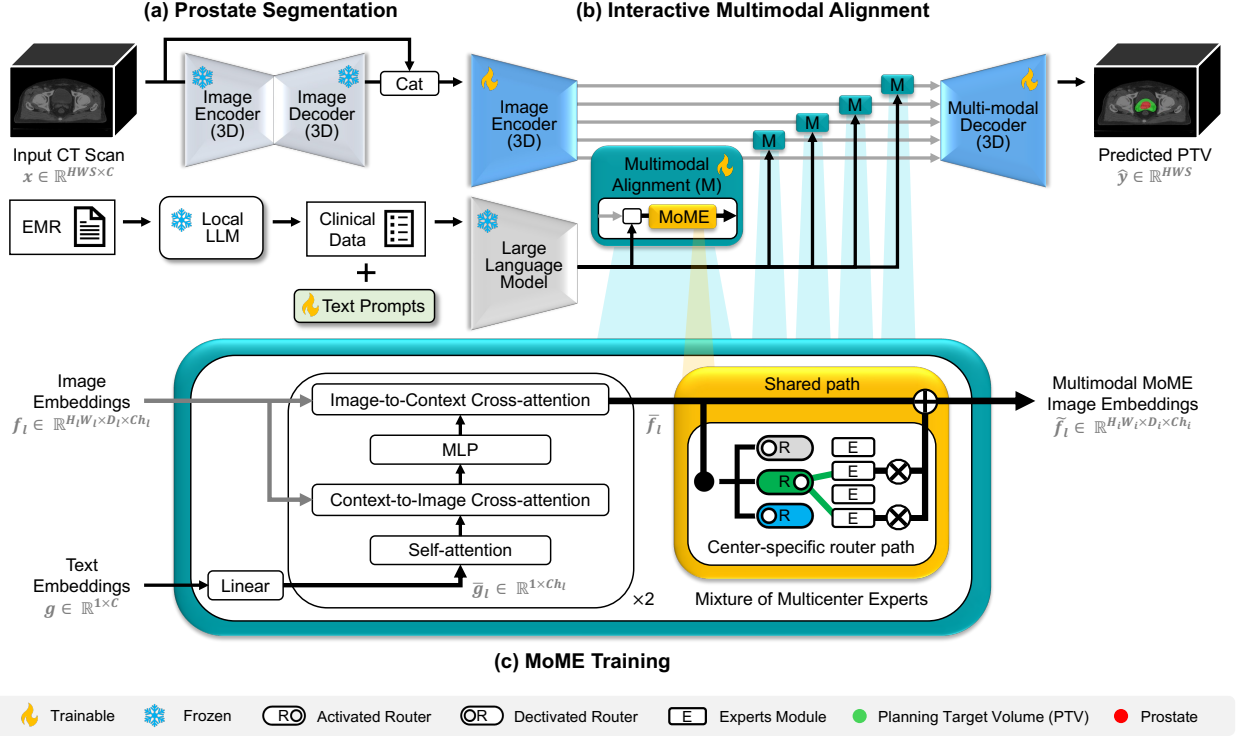 (a) Prostate Segmentation
(b) Interactive Multimodal Alignment
Input CT Scan
x ∈ ℝ^{HWS×C}
Image
Encoder
(3D)
Image
Decoder
(3D)
Cat
Image
Encoder
(3D)
M
M
M
M
Multimodal
Alignment (M)
MoME
Multi-modal
Decoder
(3D)
Predicted PTV
ŷ ∈ ℝ^{HWS}
EMR
Local
LLM
Clinical
Data
+
Text Prompts
Large
Language
Model
Image
Embeddings
f_l ∈ ℝ^{H_lW_l×D_l×Ch_l}
Image-to-Context Cross-attention
MLP
Context-to-Image Cross-attention
Self-attention
Text
Embeddings
g ∈ ℝ^{1×C}
Linear
ḡ_l ∈ ℝ^{1×Ch_l}
×2
f̄_l
Shared path
R
R
R
E
E
E
E
Center-specific router path
Mixture of Multicenter Experts
Multimodal MoME
Image Embeddings
f̃_l ∈ ℝ^{H_iW_i×D_i×Ch_i}
(c) MoME Training
Trainable
Frozen
R Activated Router
R Dectivated Router
E Experts Module
Planning Target Volume (PTV)
Prostate